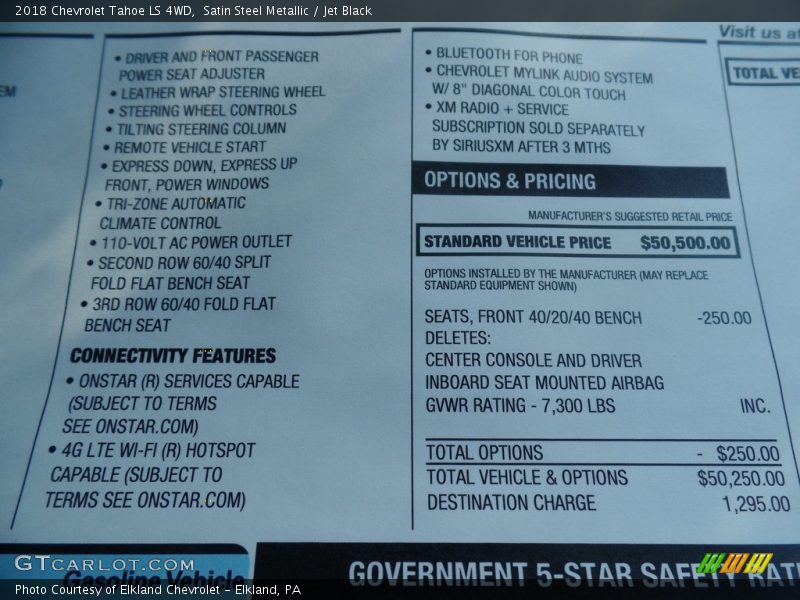 2018 Chevrolet Tahoe LS 4WD, Satin Steel Metallic / Jet Black
Visit us at
• DRIVER AND FRONT PASSENGER
POWER SEAT ADJUSTER
• LEATHER WRAP STEERING WHEEL
• STEERING WHEEL CONTROLS
• TILTING STEERING COLUMN
• REMOTE VEHICLE START
• EXPRESS DOWN, EXPRESS UP
FRONT, POWER WINDOWS
• TRI-ZONE AUTOMATIC
CLIMATE CONTROL
• 110-VOLT AC POWER OUTLET
• SECOND ROW 60/40 SPLIT
FOLD FLAT BENCH SEAT
• 3RD ROW 60/40 FOLD FLAT
BENCH SEAT
CONNECTIVITY FEATURES
• ONSTAR (R) SERVICES CAPABLE
(SUBJECT TO TERMS
SEE ONSTAR.COM)
• 4G LTE WI-FI (R) HOTSPOT
CAPABLE (SUBJECT TO
TERMS SEE ONSTAR.COM)
• BLUETOOTH FOR PHONE
• CHEVROLET MYLINK AUDIO SYSTEM
W/ 8" DIAGONAL COLOR TOUCH
• XM RADIO + SERVICE
SUBSCRIPTION SOLD SEPARATELY
BY SIRIUSXM AFTER 3 MTHS
OPTIONS & PRICING
MANUFACTURER'S SUGGESTED RETAIL PRICE
STANDARD VEHICLE PRICE $50,500.00
OPTIONS INSTALLED BY THE MANUFACTURER (MAY REPLACE
STANDARD EQUIPMENT SHOWN)
SEATS, FRONT 40/20/40 BENCH -250.00
DELETES:
CENTER CONSOLE AND DRIVER
INBOARD SEAT MOUNTED AIRBAG
GVWR RATING - 7,300 LBS INC.
TOTAL OPTIONS - $250.00
TOTAL VEHICLE & OPTIONS $50,250.00
DESTINATION CHARGE 1,295.00
TOTAL VE
GTCARLOT.COM
Gasoline Vehicle
GOVERNMENT 5-STAR SAFETY RATI
Photo Courtesy of Elkland Chevrolet - Elkland, PA